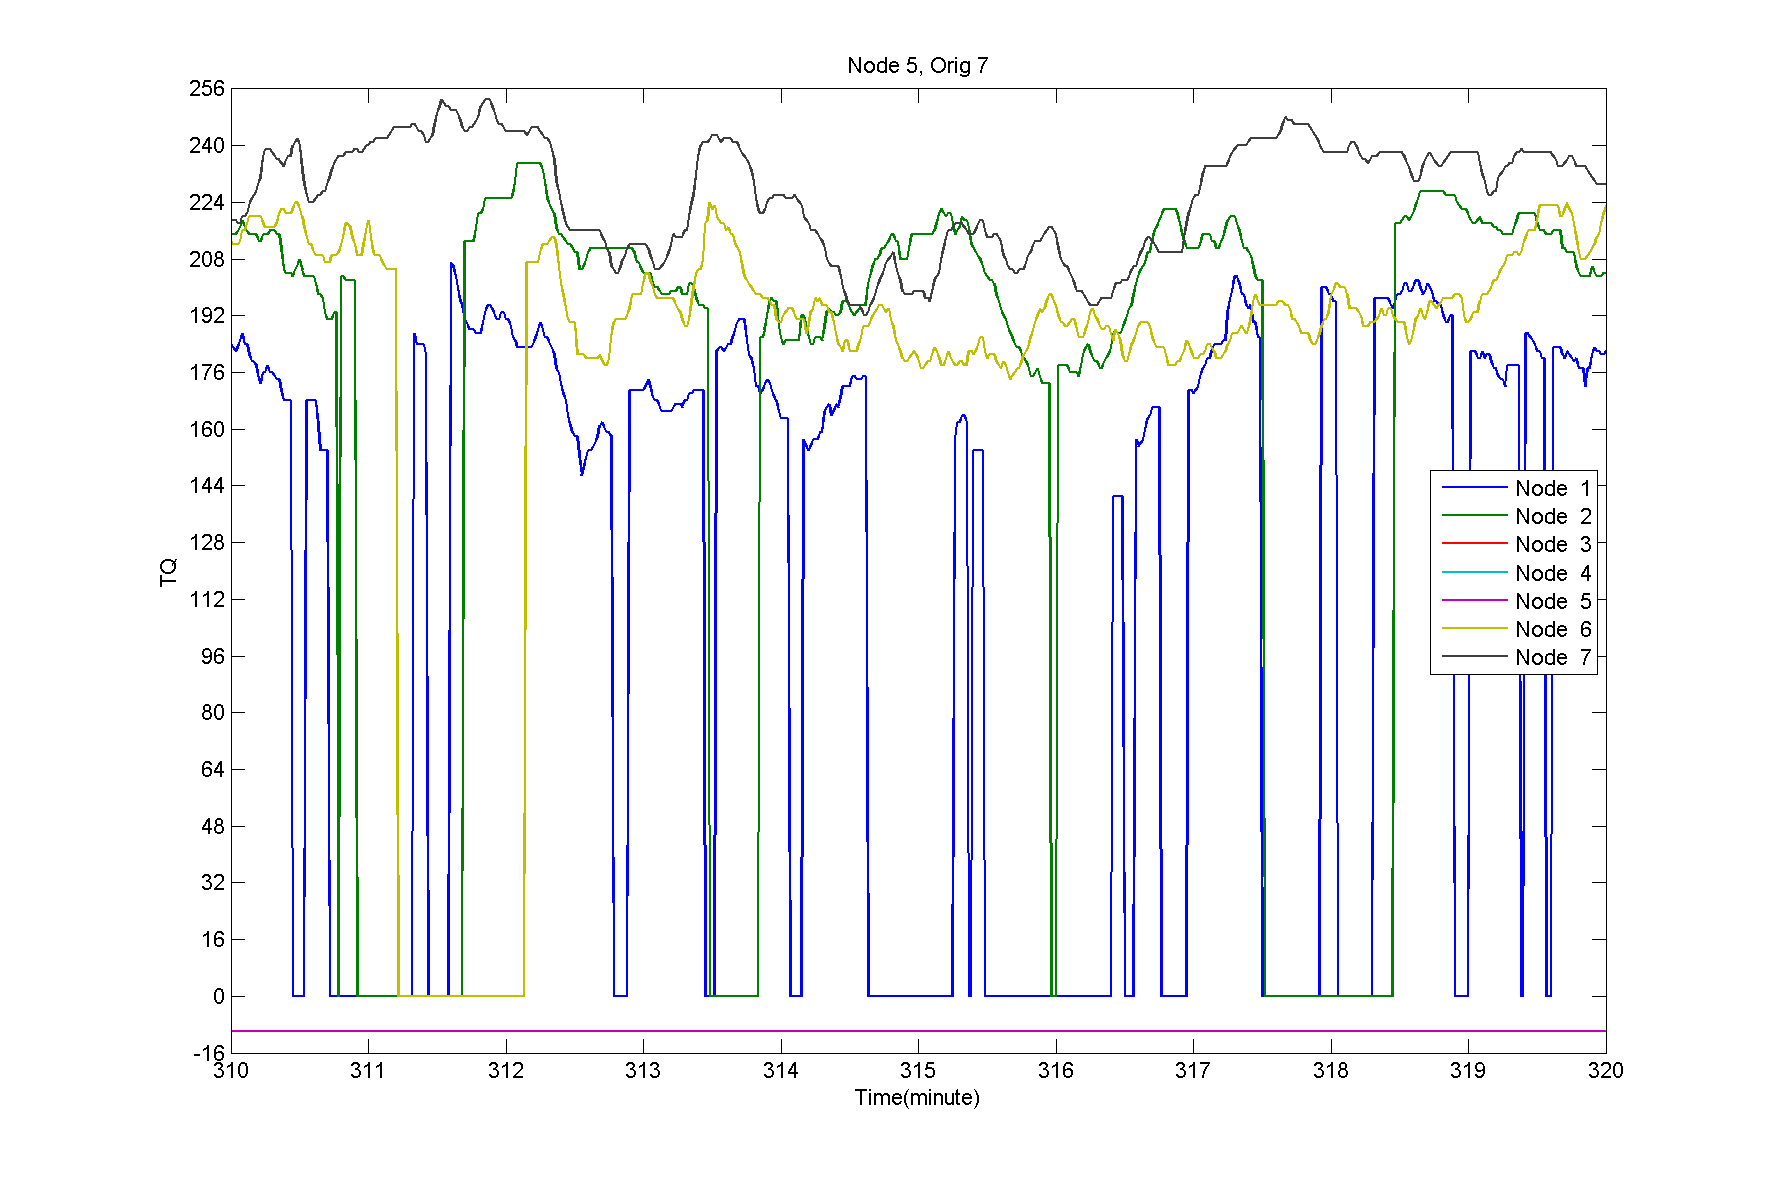 Node 5, Orig 7
256
240
224
208
192
176
160
144
128
112
96
80
64
48
32
16
0
-16
TQ
Node 1
Node 2
Node 3
Node 4
Node 5
Node 6
Node 7
310 311 312 313 314 315 316 317 318 319 320
Time(minute)